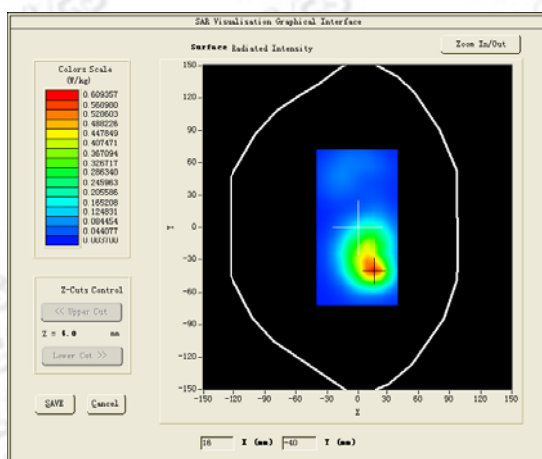 SAR Visualisation Graphical Interface
Surface Radiated Intensity
Zoom In/Out
Colors Scale
(W/kg)
0.609357
0.568980
0.528603
0.488226
0.447849
0.407471
0.367094
0.326717
0.286340
0.245963
0.205586
0.165208
0.124831
0.084454
0.044077
0.003700
Z-Cuts Control
<< Upper Cut
Z = 4.0 mm
Lower Cut >>
SAVE
Cancel
150
120
90
60
30
0
-30
-60
-90
-120
-150
Y
-150 -120 -90 -60 -30 0 30 60 90 120 150
X
16 X (mm) -40 Y (mm)